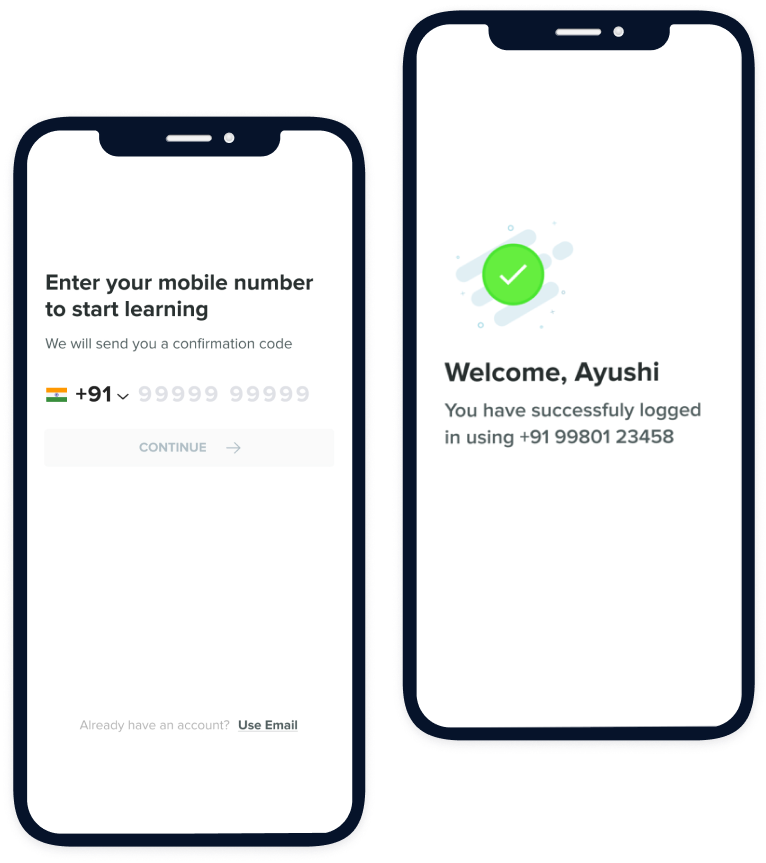 Enter your mobile number
to start learning
We will send you a confirmation code
+91 99999 99999
CONTINUE
Already have an account? Use Email
Welcome, Ayushi
You have successfuly logged
in using +91 99801 23458